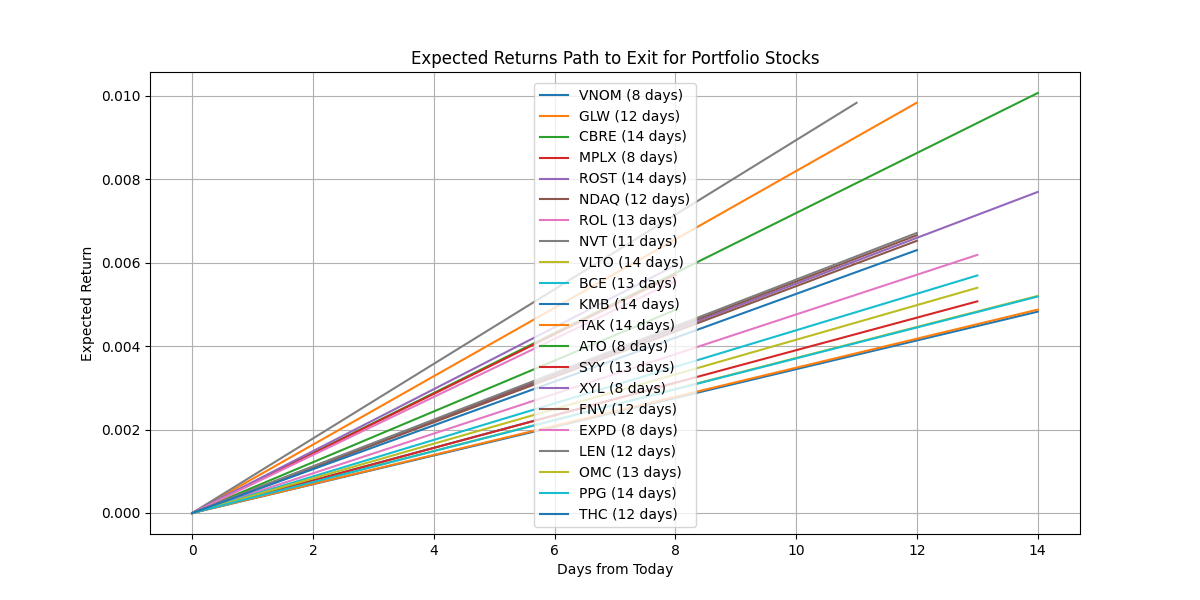 Expected Returns Path to Exit for Portfolio Stocks
Expected Return
0.010
0.008
0.006
0.004
0.002
0.000
VNOM (8 days)
GLW (12 days)
CBRE (14 days)
MPLX (8 days)
ROST (14 days)
NDAQ (12 days)
ROL (13 days)
NVT (11 days)
VLTO (14 days)
BCE (13 days)
KMB (14 days)
TAK (14 days)
ATO (8 days)
SYY (13 days)
XYL (8 days)
FNV (12 days)
EXPD (8 days)
LEN (12 days)
OMC (13 days)
PPG (14 days)
THC (12 days)
0 2 4 6 8 10 12 14
Days from Today